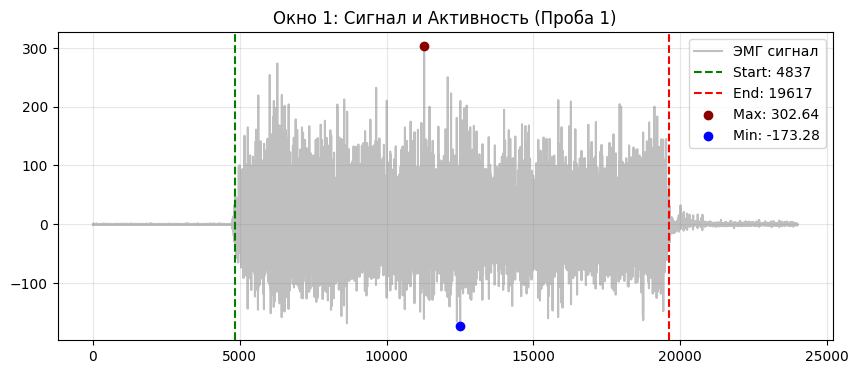 Окно 1: Сигнал и Активность (Проба 1)
300
200
100
0
−100
ЭМГ сигнал
Start: 4837
End: 19617
Max: 302.64
Min: -173.28
0 5000 10000 15000 20000 25000